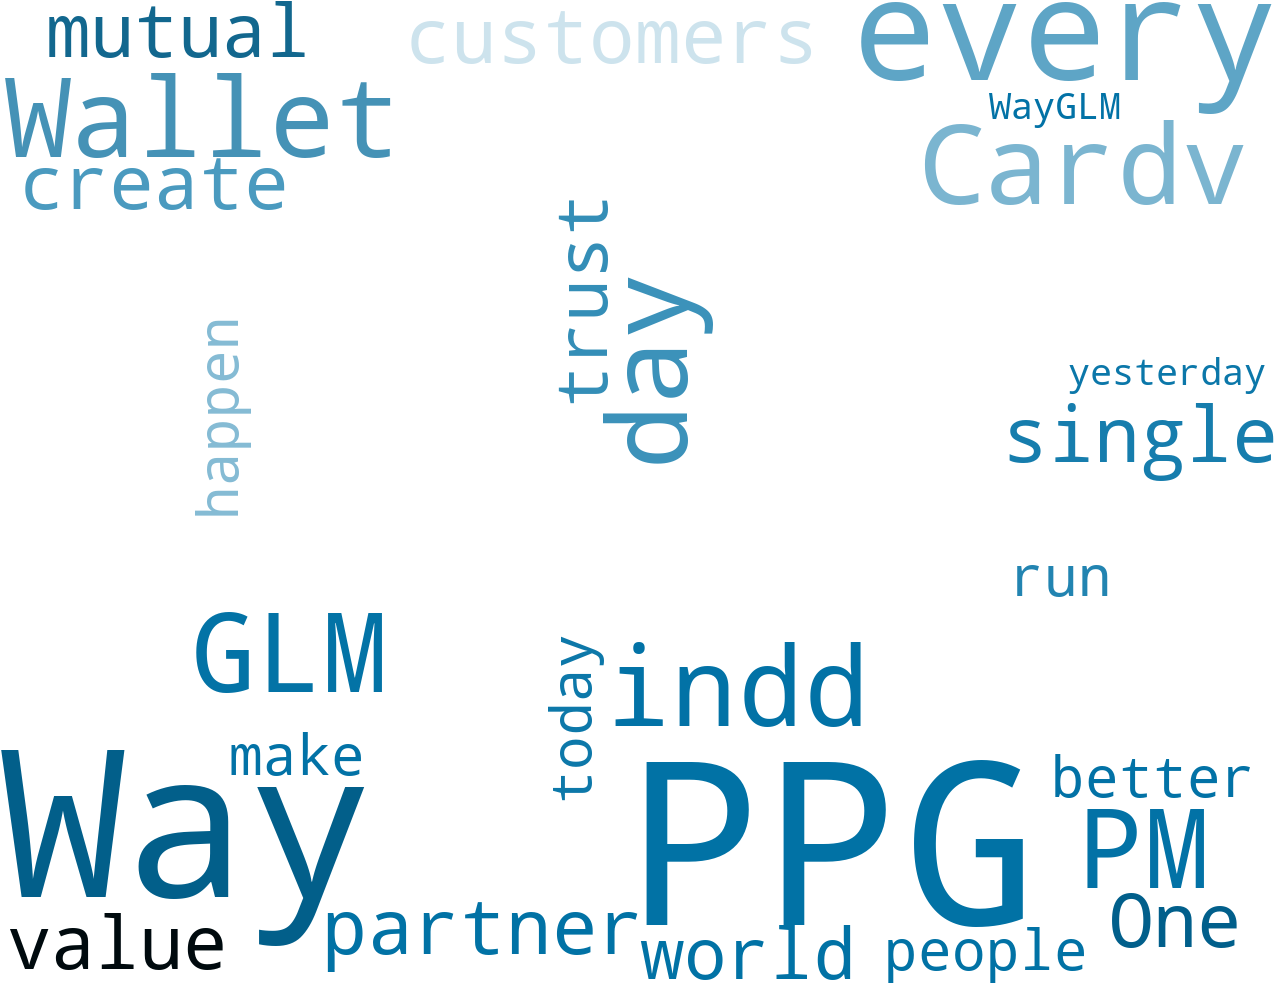 mutual
customers
every
Wallet
WayGLM
create
Cardv
trust
day
happen
yesterday
single
run
GLM
today
indd
make
Way
PPG
better
PM
value
partner
world
people
One